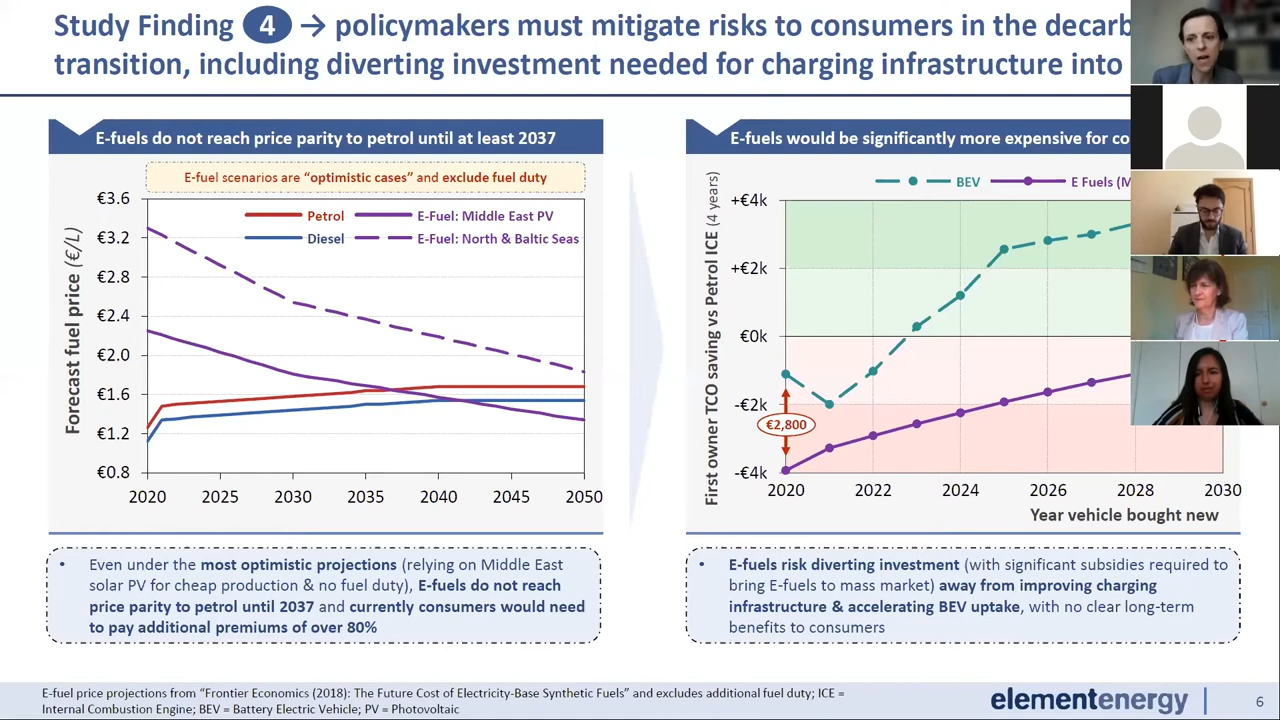 Study Finding 4 → policymakers must mitigate risks to consumers in the decarb
transition, including diverting investment needed for charging infrastructure into
E-fuels do not reach price parity to petrol until at least 2037
E-fuel scenarios are "optimistic cases" and exclude fuel duty
Forecast fuel price (€/L)
€3.6
€3.2
€2.8
€2.4
€2.0
€1.6
€1.2
€0.8
Petrol
E-Fuel: Middle East PV
Diesel
E-Fuel: North & Baltic Seas
2020 2025 2030 2035 2040 2045 2050
• Even under the most optimistic projections (relying on Middle East
solar PV for cheap production & no fuel duty), E-fuels do not reach
price parity to petrol until 2037 and currently consumers would need
to pay additional premiums of over 80%
E-fuels would be significantly more expensive for co
BEV
E Fuels (M
First owner TCO saving vs Petrol ICE (4 years)
+€4k
+€2k
€0k
-€2k
-€4k
€2,800
2020 2022 2024 2026 2028 2030
Year vehicle bought new
• E-fuels risk diverting investment (with significant subsidies required to
bring E-fuels to mass market) away from improving charging
infrastructure & accelerating BEV uptake, with no clear long-term
benefits to consumers
E-fuel price projections from "Frontier Economics (2018): The Future Cost of Electricity-Base Synthetic Fuels" and excludes additional fuel duty; ICE =
Internal Combustion Engine; BEV = Battery Electric Vehicle; PV = Photovoltaic
elementenergy
6